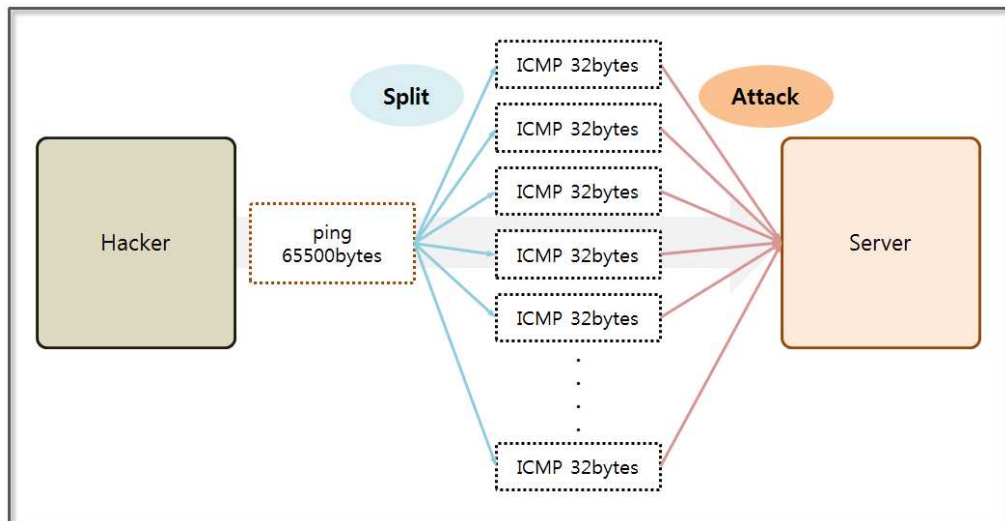 Split
Attack
Hacker
ping
65500bytes
ICMP 32bytes
ICMP 32bytes
ICMP 32bytes
ICMP 32bytes
ICMP 32bytes
ICMP 32bytes
Server